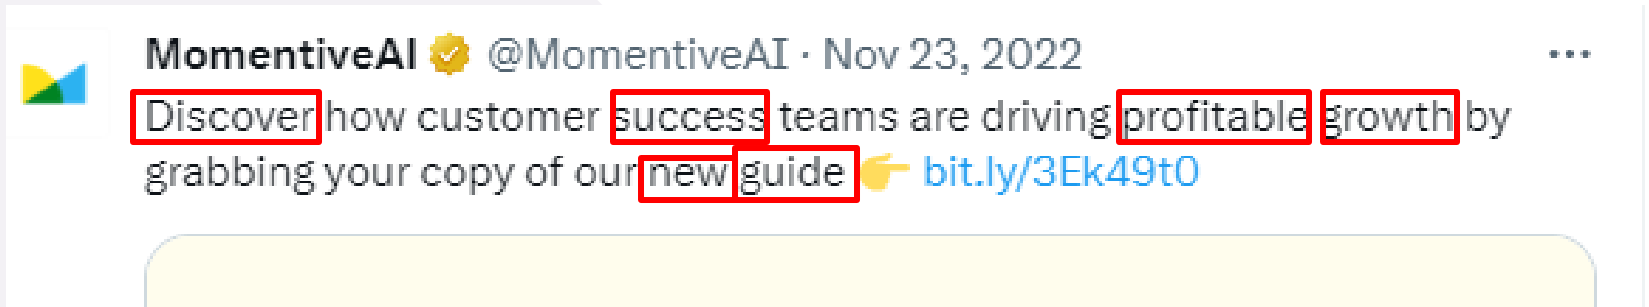 MomentiveAI @MomentiveAI · Nov 23, 2022 ...
Discover how customer success teams are driving profitable growth by
grabbing your copy of our new guide 👉 bit.ly/3Ek49t0